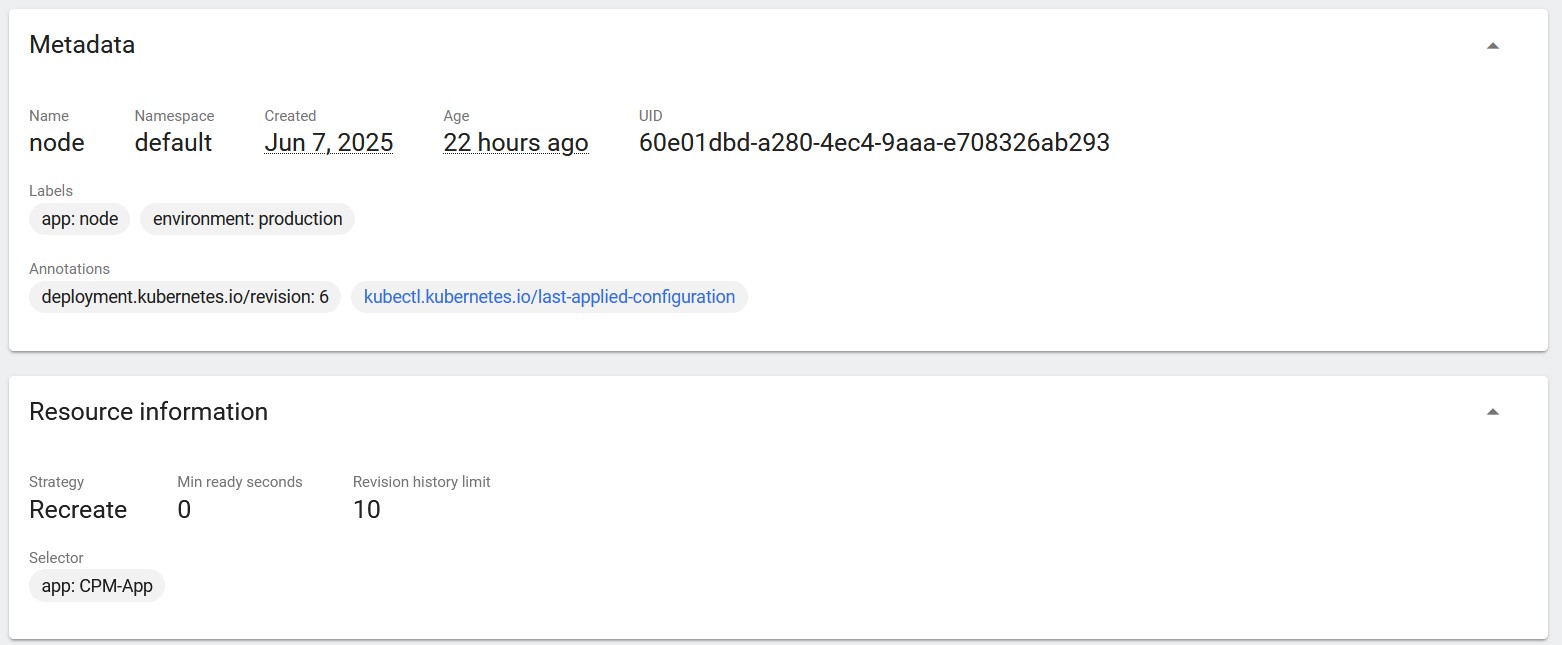 Metadata
Name Namespace Created Age UID
node default Jun 7, 2025 22 hours ago 60e01dbd-a280-4ec4-9aaa-e708326ab293
Labels
app: node environment: production
Annotations
deployment.kubernetes.io/revision: 6 kubectl.kubernetes.io/last-applied-configuration
Resource information
Strategy Min ready seconds Revision history limit
Recreate 0 10
Selector
app: CPM-App